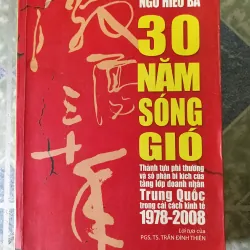 NGÔ HIỂU BA
30
NĂM
SÓNG
GIÓ
Thành tựu phi thường
và số phận bi kịch của
tầng lớp doanh nhân
Trung Quốc
trong cải cách kinh tế
1978-2008
Lời tựa của
PGS. TS. TRẦN ĐÌNH THIÊN